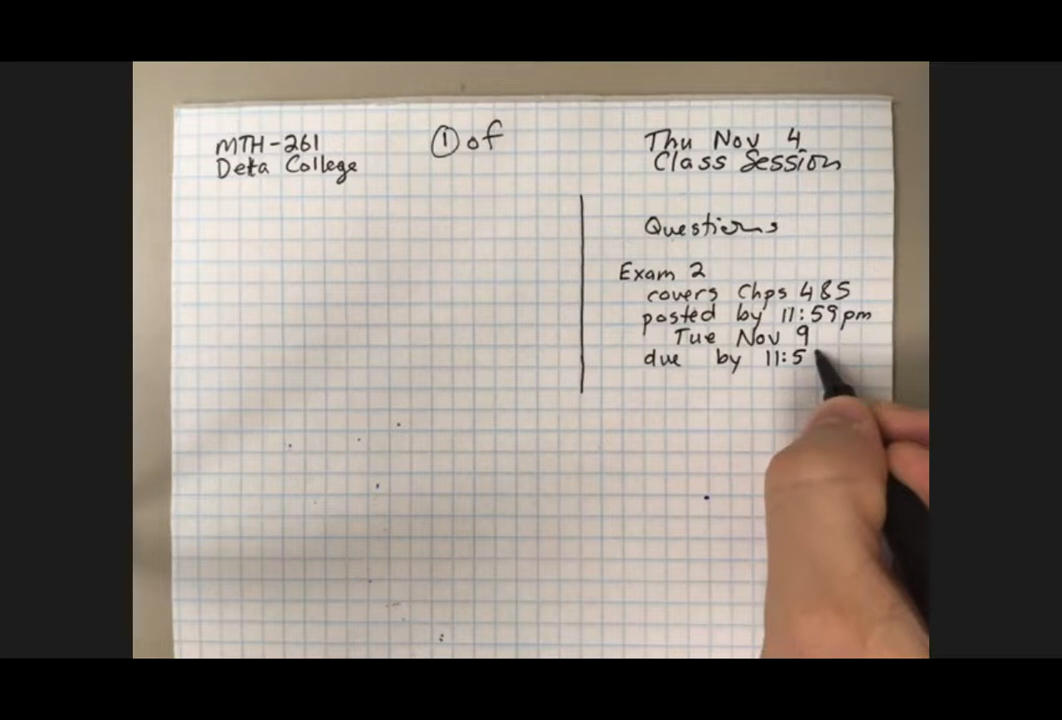 MTH-261
Deta College
① of
Thu Nov 4
Class Session
Questions
Exam 2
covers Chps 4&5
posted by 11:59pm
Tue Nov 9
due by 11:5